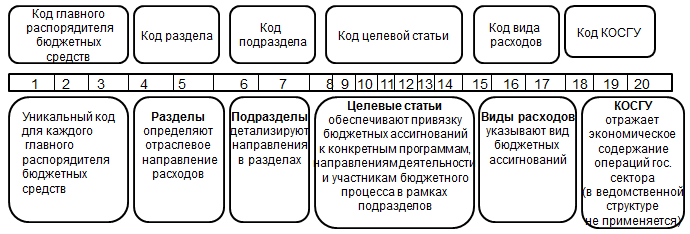 Код главного
распорядителя
бюджетных
средств
Код раздела
Код
подраздела
Код целевой статьи
Код вида
расходов
Код КОСГУ
1 2 3 4 5 6 7 8 9 10 11 12 13 14 15 16 17 18 19 20
Уникальный код
для каждого
главного
распорядителя
бюджетных
средств
Разделы
определяют
отраслевое
направление
расходов
Подразделы
детализируют
направления
в разделах
Целевые статьи
обеспечивают привязку
бюджетных ассигнований
к конкретным программам,
направлениямдеятельности
и участникам бюджетного
процесса в рамках
подразделов
Виды расходов
указывают вид
бюджетных
ассигнований
КОСГУ
отражает
экономическое
содержание
операций гос.
сектора
(в ведомственной
структуре
не применяется)